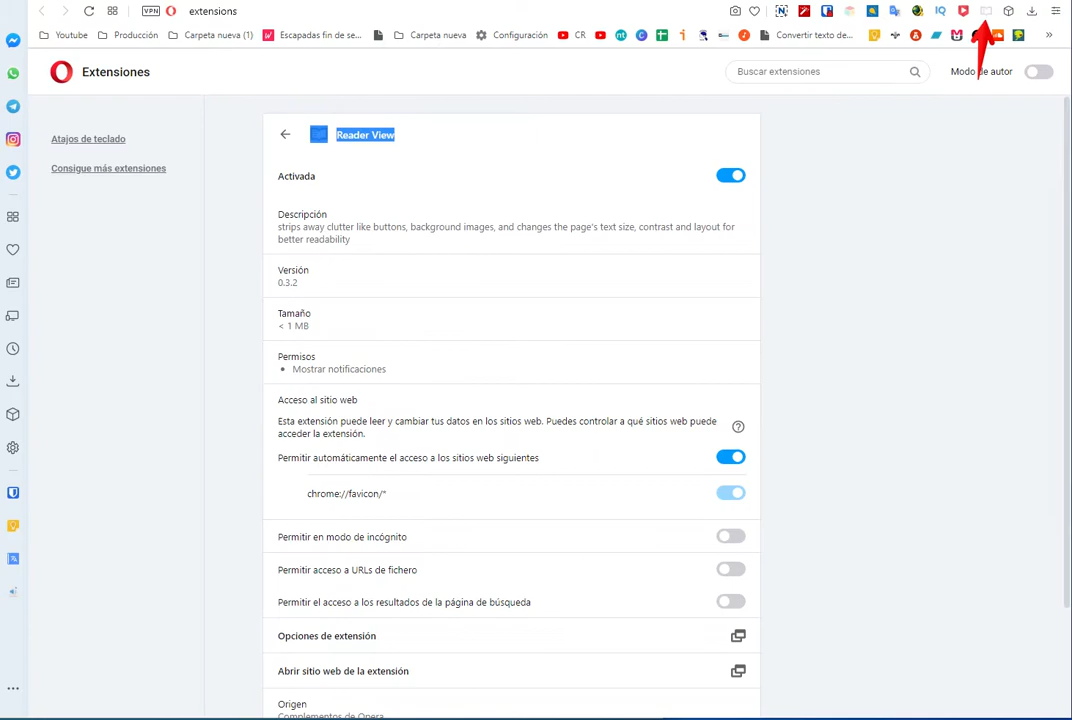 VPN extensions
N IQ
Youtube Producción Carpeta nueva (1) Escapadas fin de se... Carpeta nueva Configuración CR nt C i Convertir texto de... »
Extensiones
Buscar extensiones
Modo de autor
Atajos de teclado
Consigue más extensiones
Reader View
Activada
Descripción
strips away clutter like buttons, background images, and changes the page's text size, contrast and layout for
better readability
Versión
0.3.2
Tamaño
< 1 MB
Permisos
• Mostrar notificaciones
Acceso al sitio web
Esta extensión puede leer y cambiar tus datos en los sitios web. Puedes controlar a qué sitios web puede
acceder la extensión.
Permitir automáticamente el acceso a los sitios web siguientes
chrome://favicon/*
Permitir en modo de incógnito
Permitir acceso a URLs de fichero
Permitir el acceso a los resultados de la página de búsqueda
Opciones de extensión
Abrir sitio web de la extensión
Origen
Complementos de Opera